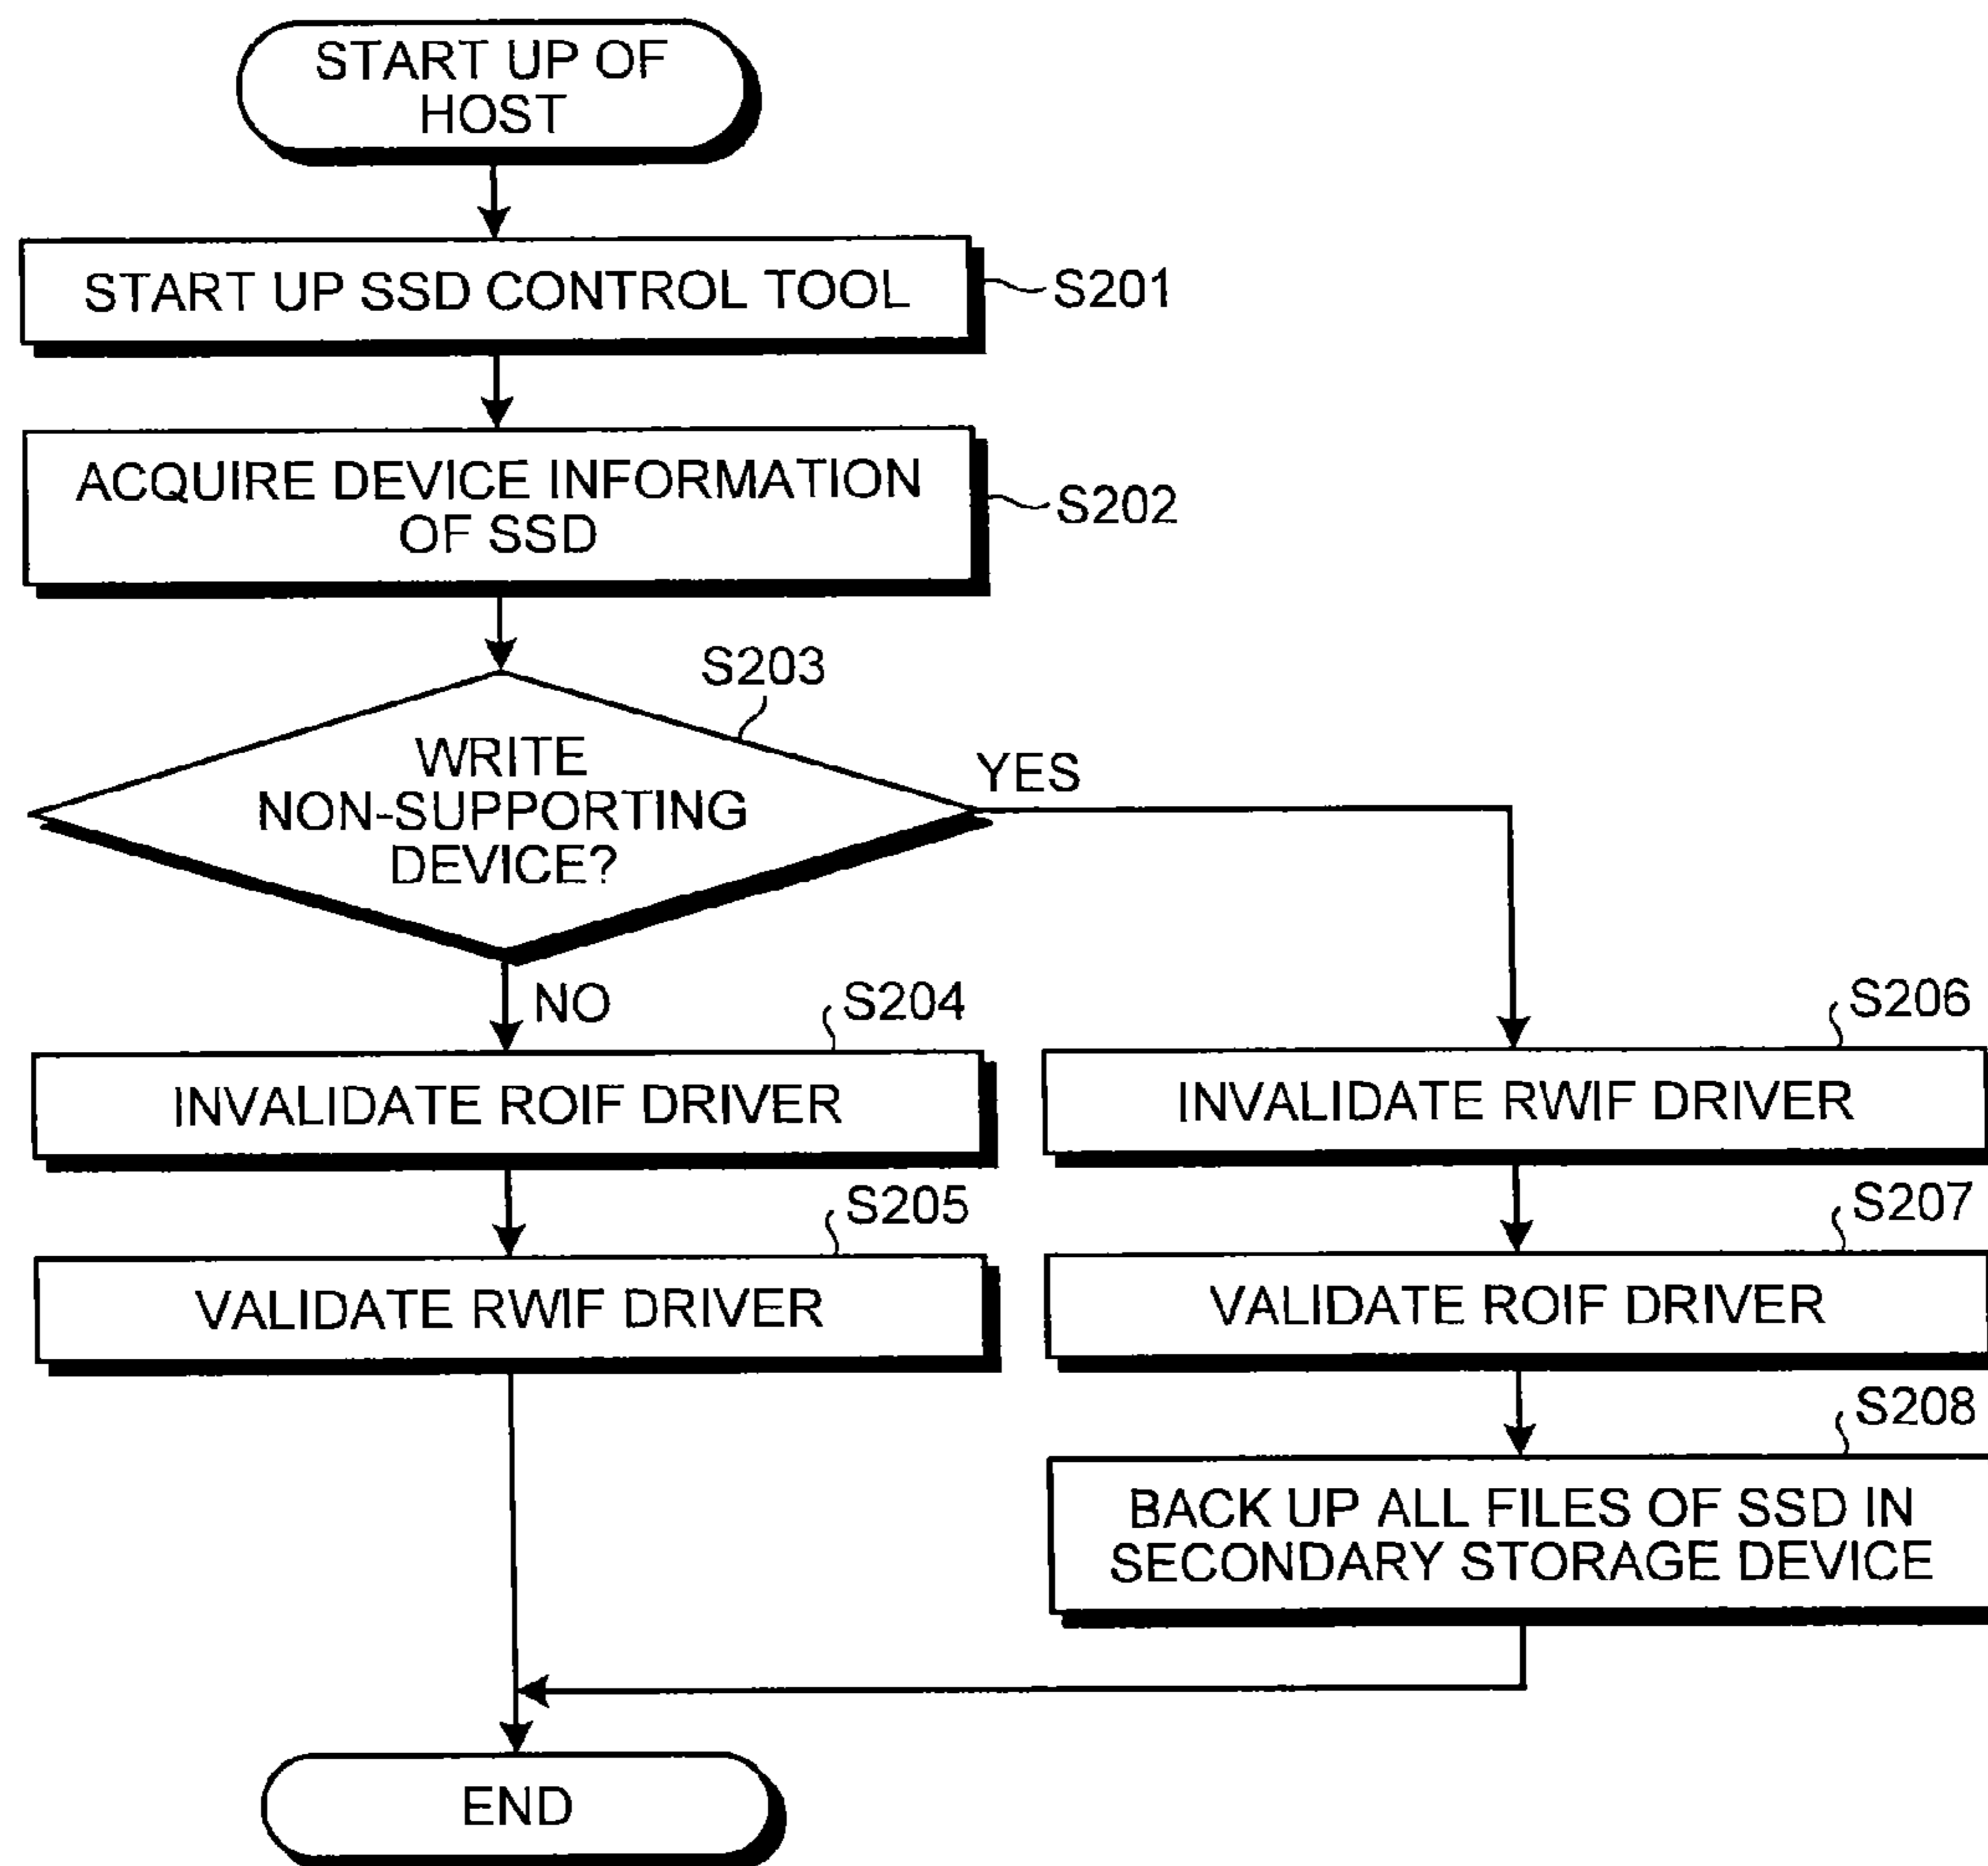 START UP OF
HOST
START UP SSD CONTROL TOOL
S201
ACQUIRE DEVICE INFORMATION
OF SSD
S202
S203
WRITE
NON-SUPPORTING
DEVICE?
YES
NO
S204
INVALIDATE ROIF DRIVER
S205
VALIDATE RWIF DRIVER
S206
INVALIDATE RWIF DRIVER
S207
VALIDATE ROIF DRIVER
S208
BACK UP ALL FILES OF SSD IN
SECONDARY STORAGE DEVICE
END